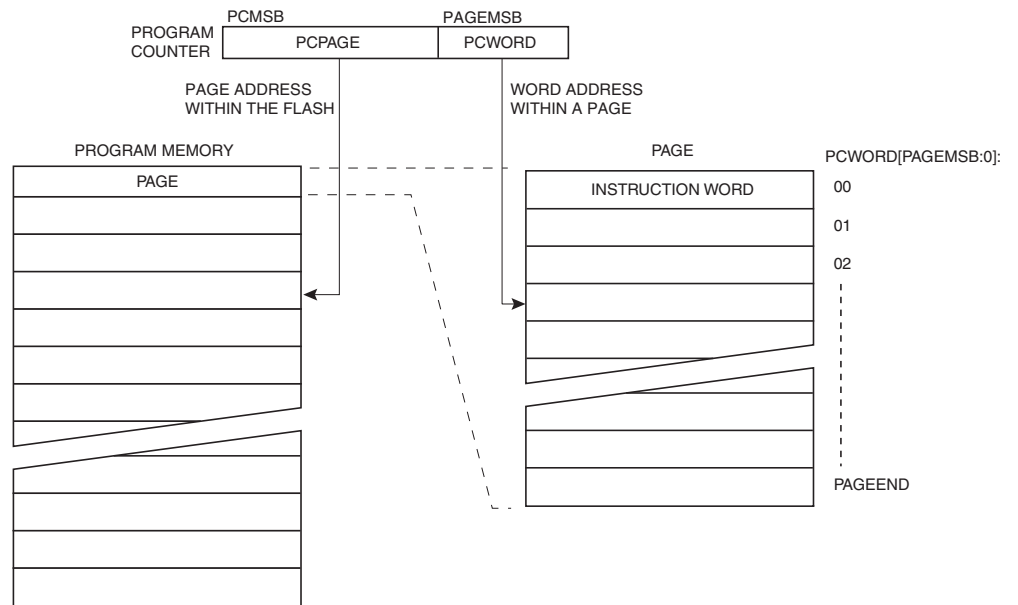 PCMSB PAGEMSB
PROGRAM
COUNTER
PCPAGE PCWORD
PAGE ADDRESS
WITHIN THE FLASH
WORD ADDRESS
WITHIN A PAGE
PROGRAM MEMORY
PAGE
PAGE
PCWORD[PAGEMSB:0]:
INSTRUCTION WORD
00
01
02
PAGEEND